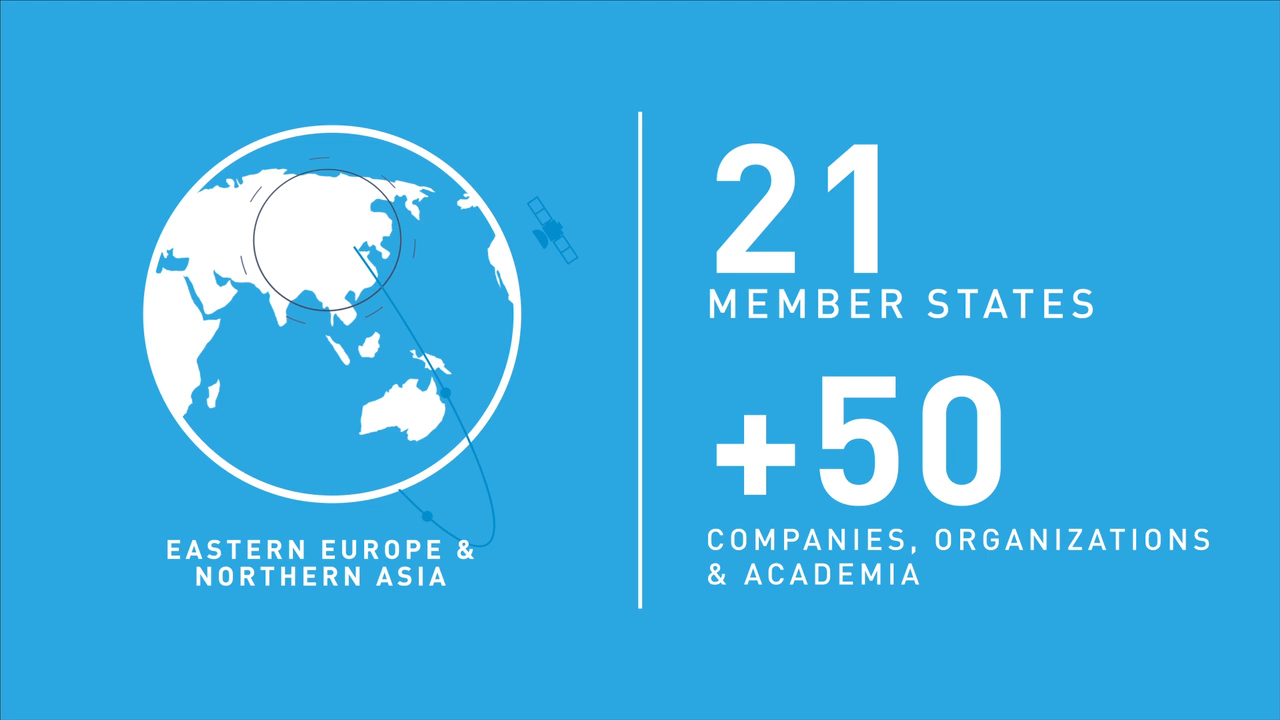 EASTERN EUROPE &
NORTHERN ASIA
21
MEMBER STATES
+50
COMPANIES, ORGANIZATIONS
& ACADEMIA